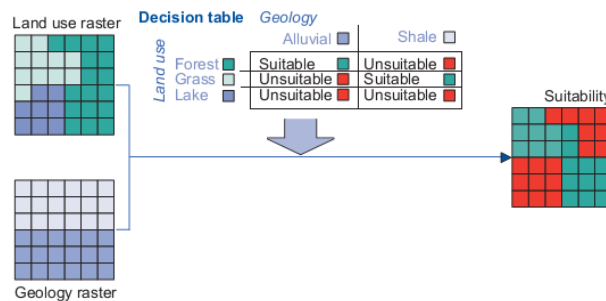 Decision table Geology
Land use raster
Alluvial Shale
Land use
Forest Suitable Unsuitable
Grass Unsuitable Suitable
Lake Unsuitable Unsuitable
Suitability
Geology raster